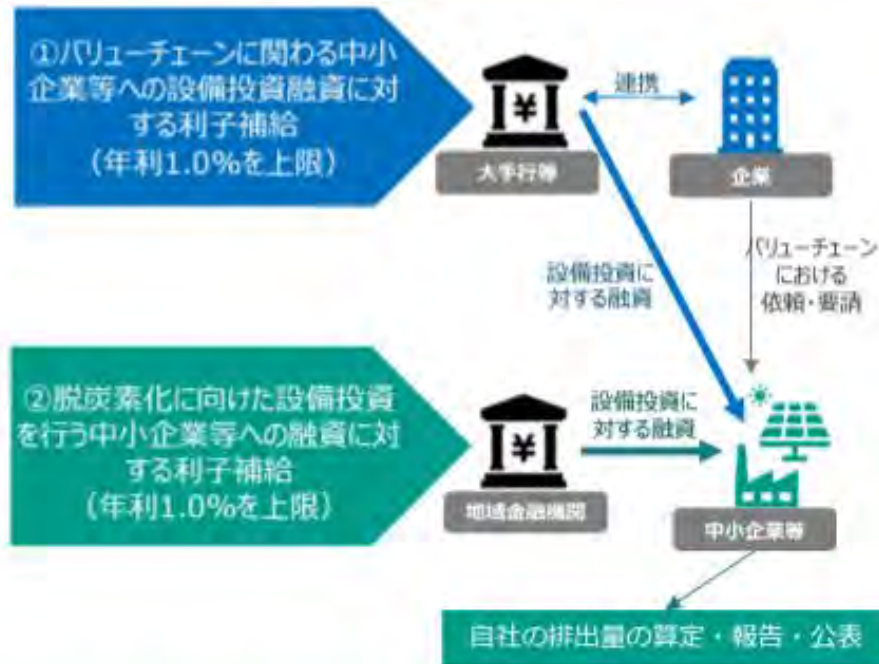 ①バリューチェーンに関わる中小
企業等への設備投資融資に対
する利子補給
（年利1.0%を上限）
¥
大手行等
連携
企業
設備投資に
対する融資
バリューチェーン
における
依頼・要請
②脱炭素化に向けた設備投資
を行う中小企業等への融資に対
する利子補給
（年利1.0%を上限）
¥
地域金融機関
設備投資に
対する融資
中小企業等
自社の排出量の算定・報告・公表